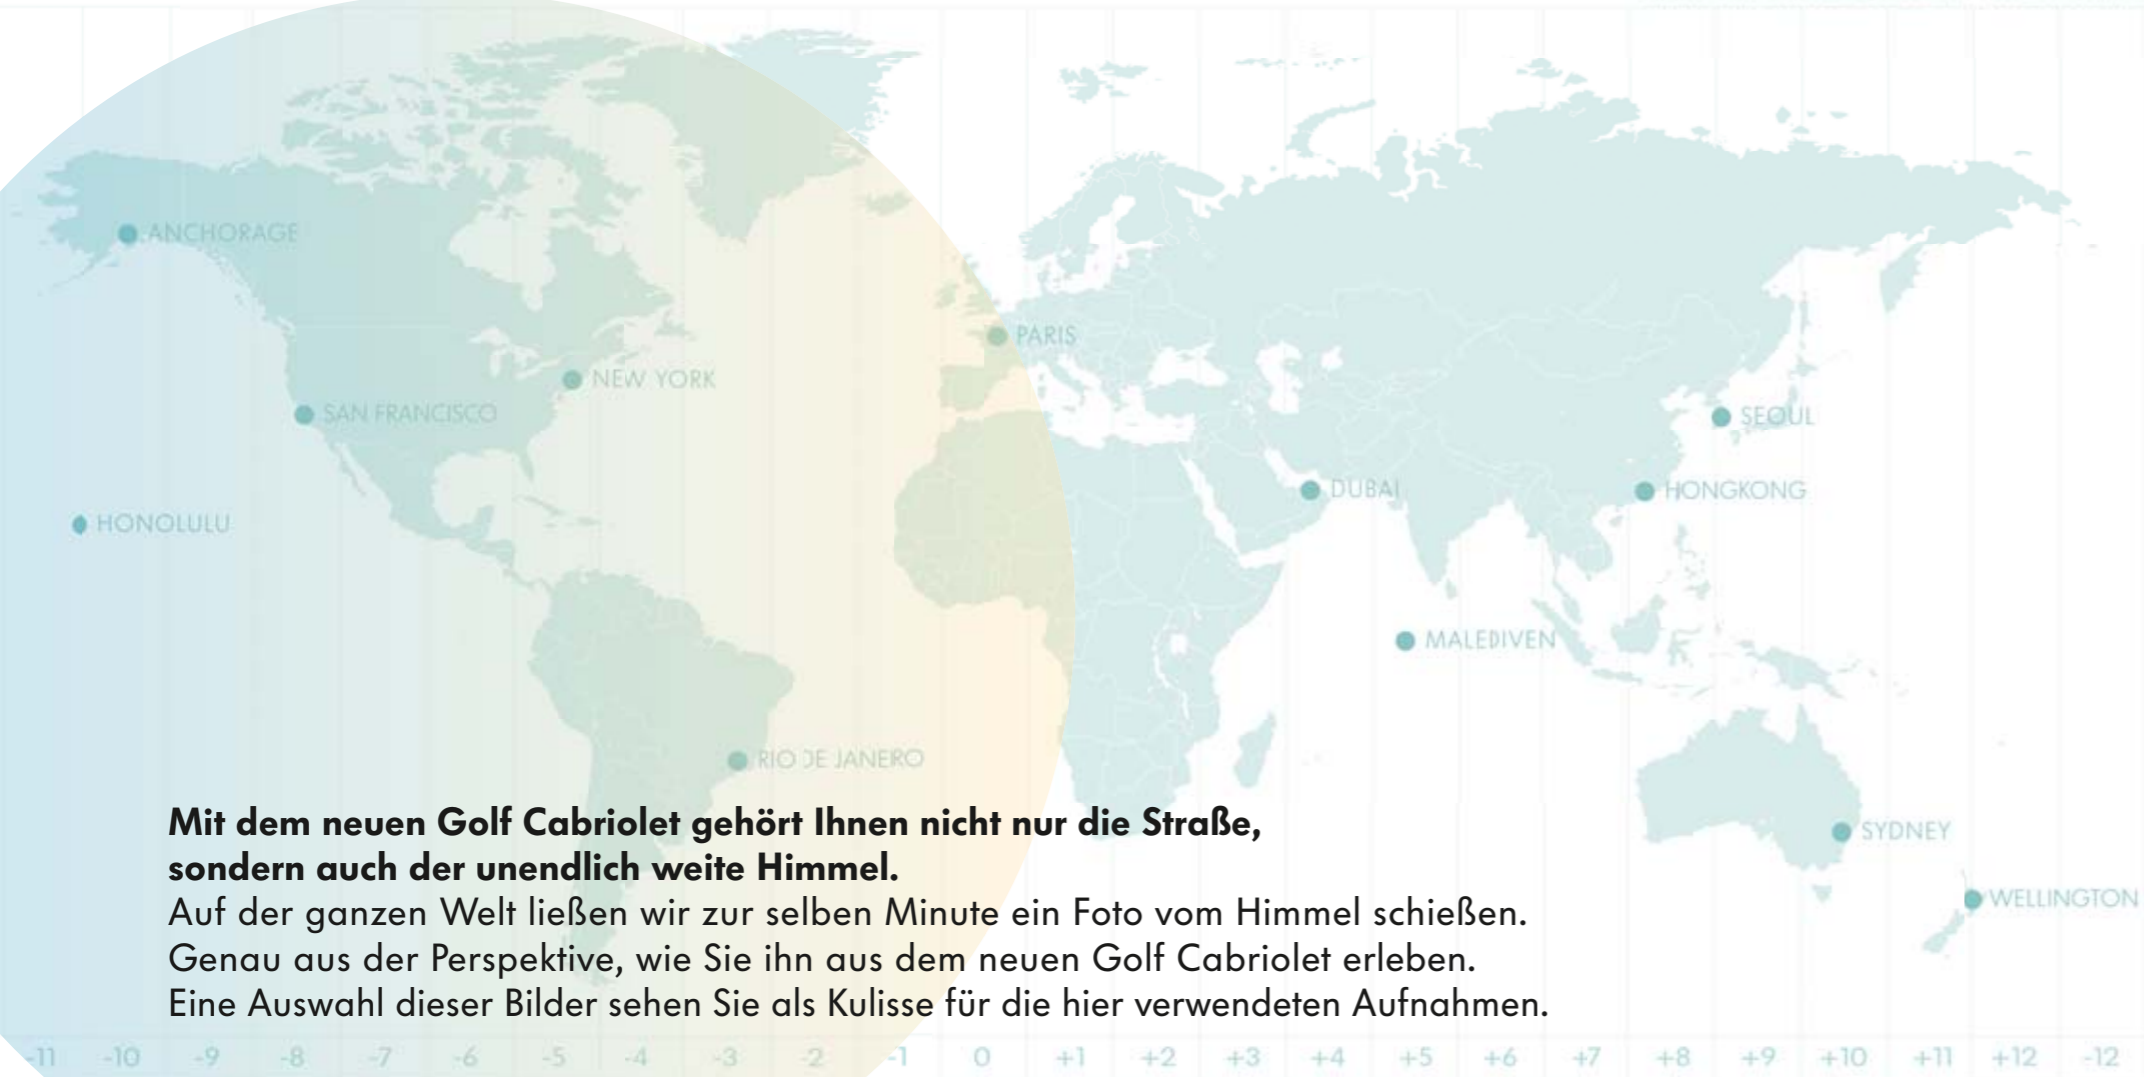 ANCHORAGE
PARIS
NEW YORK
SAN FRANCISCO
SEOUL
DUBAI
HONGKONG
HONOLULU
MALEDIVEN
RIO DE JANEIRO
Mit dem neuen Golf Cabriolet gehört Ihnen nicht nur die Straße,
sondern auch der unendlich weite Himmel.
SYDNEY
Auf der ganzen Welt ließen wir zur selben Minute ein Foto vom Himmel schießen.
WELLINGTON
Genau aus der Perspektive, wie Sie ihn aus dem neuen Golf Cabriolet erleben.
Eine Auswahl dieser Bilder sehen Sie als Kulisse für die hier verwendeten Aufnahmen.
-11 -10 -9 -8 -7 -6 -5 -4 -3 -2 -1 0 +1 +2 +3 +4 +5 +6 +7 +8 +9 +10 +11 +12 -12